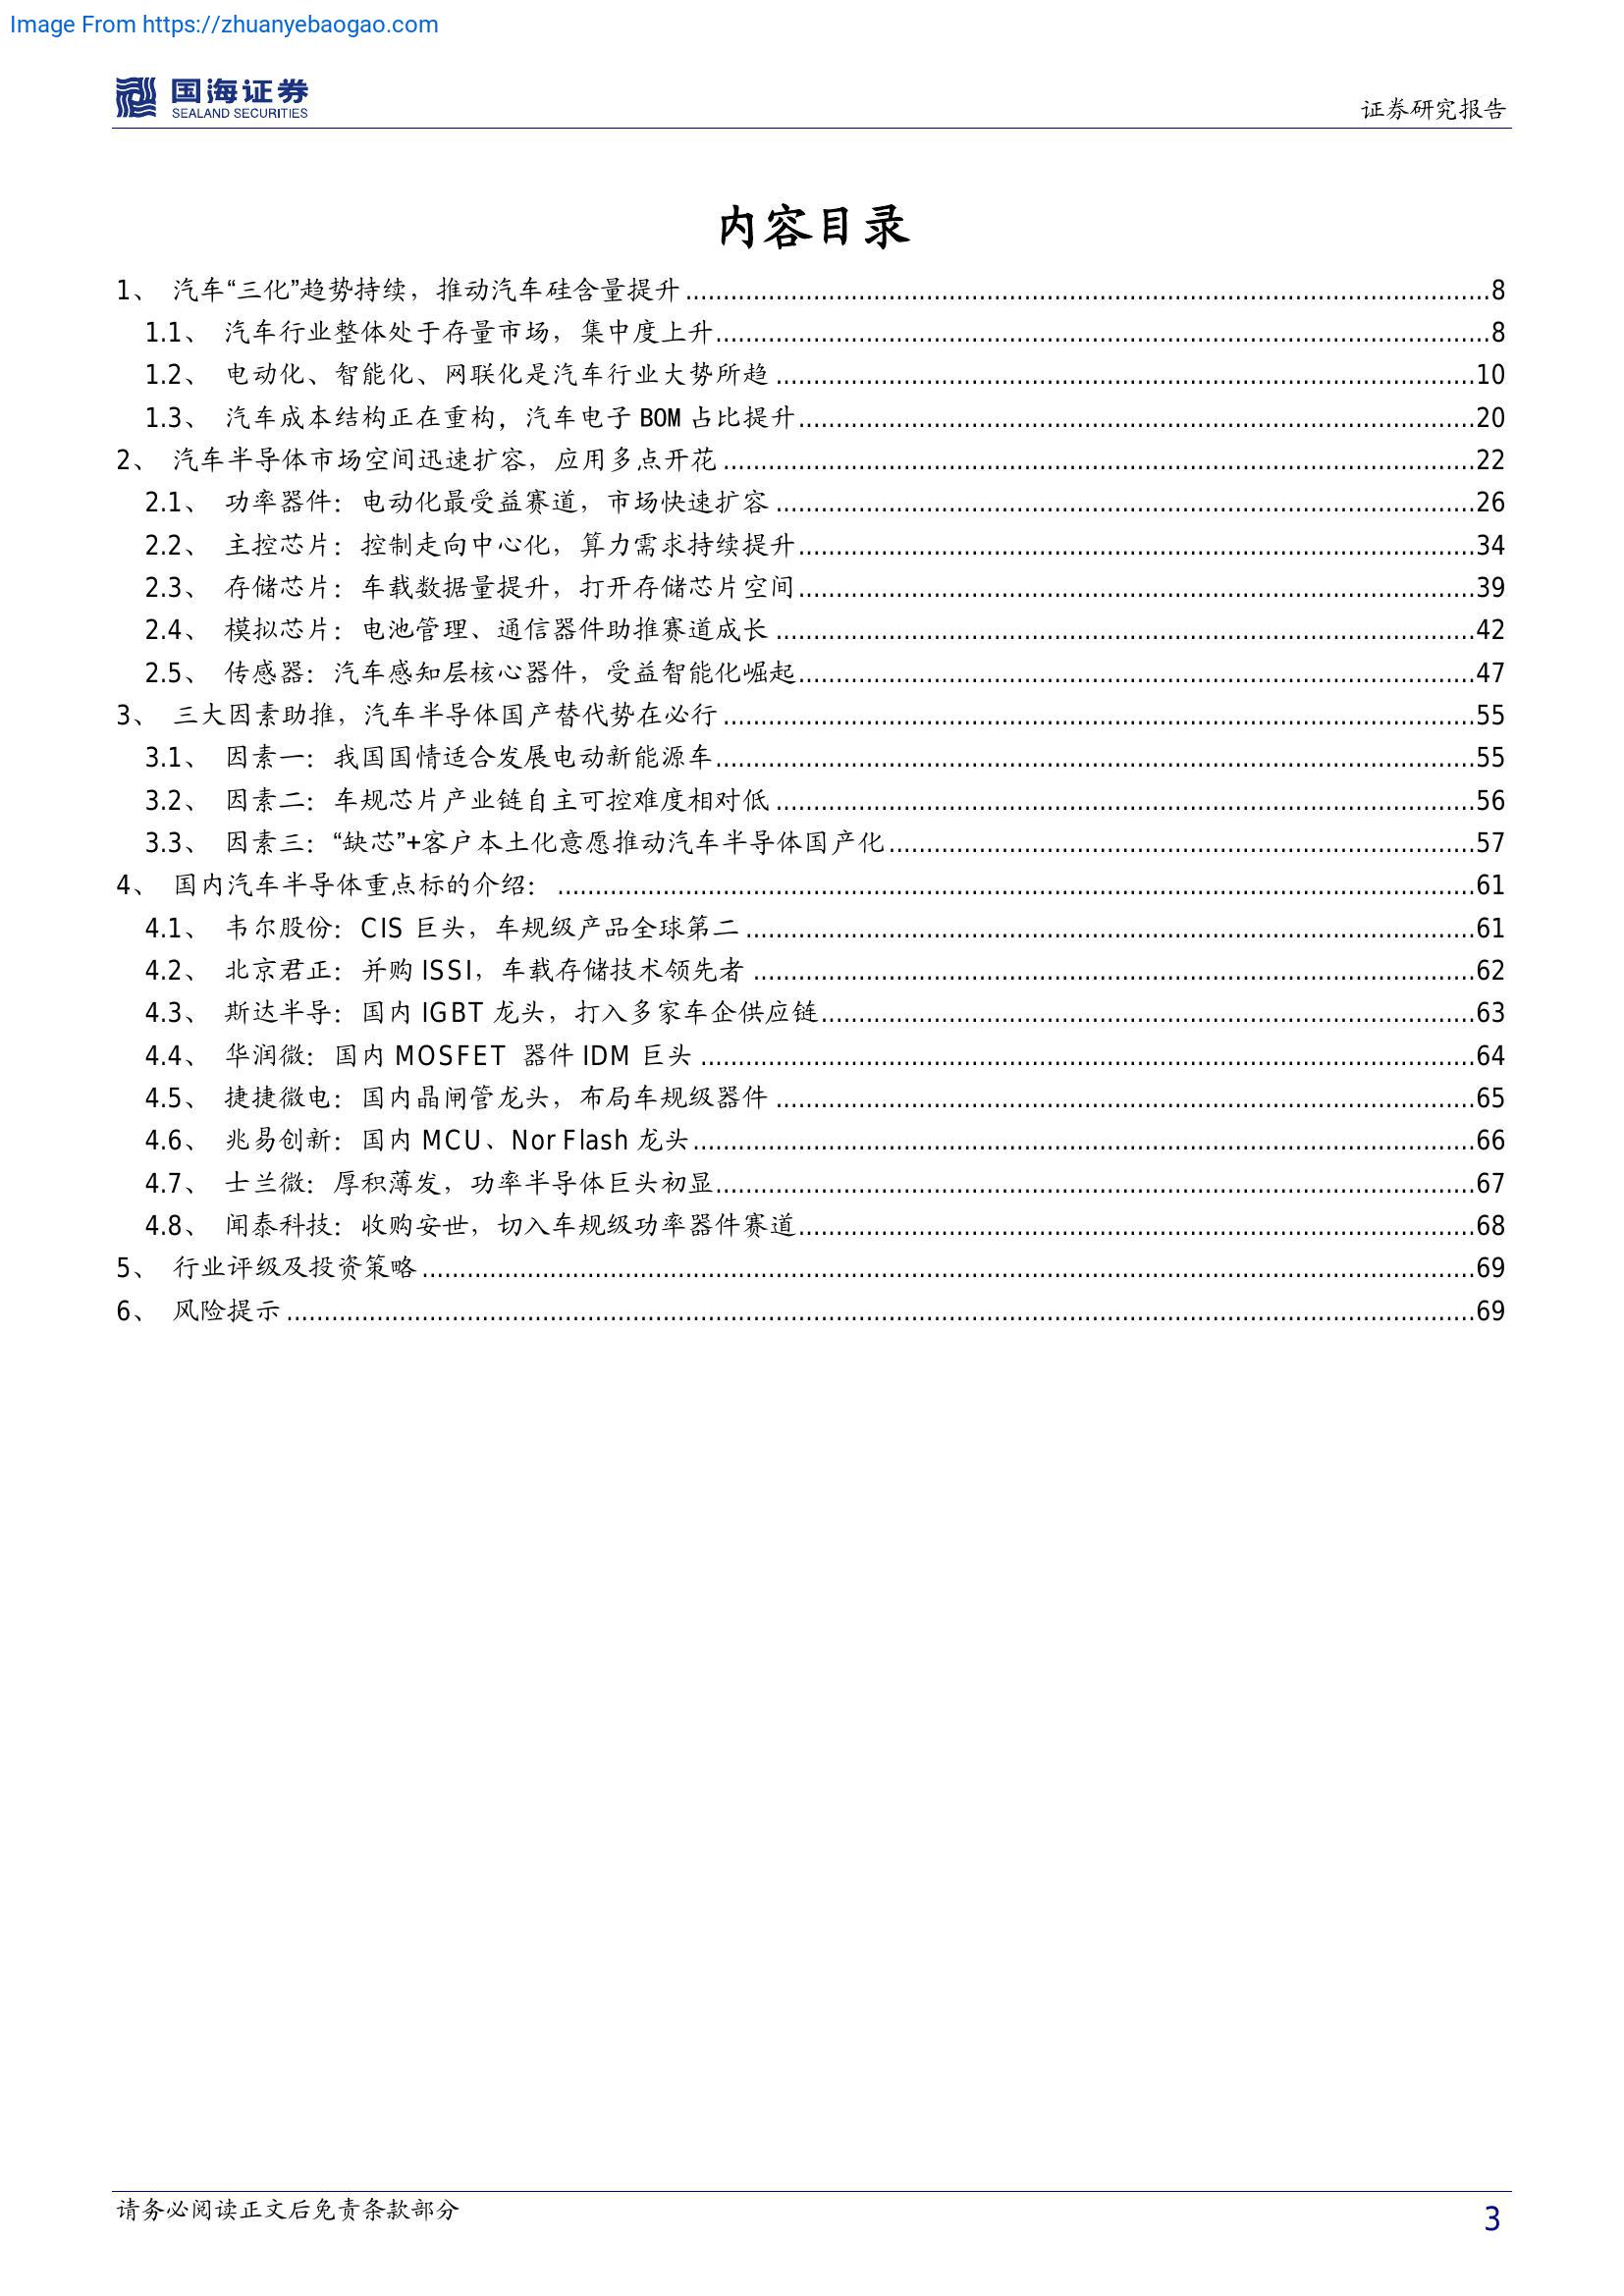 Image From https://zhuanyebaogao.com
国海证券
SEALAND SECURITIES
证券研究报告
内容目录
1、 汽车“三化”趋势持续，推动汽车硅含量提升........8
1.1、 汽车行业整体处于存量市场，集中度上升........8
1.2、 电动化、智能化、网联化是汽车行业大势所趋........10
1.3、 汽车成本结构正在重构，汽车电子 BOM 占比提升........20
2、 汽车半导体市场空间迅速扩容，应用多点开花........22
2.1、 功率器件：电动化最受益赛道，市场快速扩容........26
2.2、 主控芯片：控制走向中心化，算力需求持续提升........34
2.3、 存储芯片：车载数据量提升，打开存储芯片空间........39
2.4、 模拟芯片：电池管理、通信器件助推赛道成长........42
2.5、 传感器：汽车感知层核心器件，受益智能化崛起........47
3、 三大因素助推，汽车半导体国产替代势在必行........55
3.1、 因素一：我国国情适合发展电动新能源车........55
3.2、 因素二：车规芯片产业链自主可控难度相对低........56
3.3、 因素三：“缺芯”+客户本土化意愿推动汽车半导体国产化........57
4、 国内汽车半导体重点标的介绍：........61
4.1、 韦尔股份：CIS 巨头，车规级产品全球第二........61
4.2、 北京君正：并购 ISSI，车载存储技术领先者........62
4.3、 斯达半导：国内 IGBT 龙头，打入多家车企供应链........63
4.4、 华润微：国内 MOSFET 器件 IDM 巨头........64
4.5、 捷捷微电：国内晶闸管龙头，布局车规级器件........65
4.6、 兆易创新：国内 MCU、Nor Flash 龙头........66
4.7、 士兰微：厚积薄发，功率半导体巨头初显........67
4.8、 闻泰科技：收购安世，切入车规级功率器件赛道........68
5、 行业评级及投资策略........69
6、 风险提示........69
请务必阅读正文后免责条款部分
3